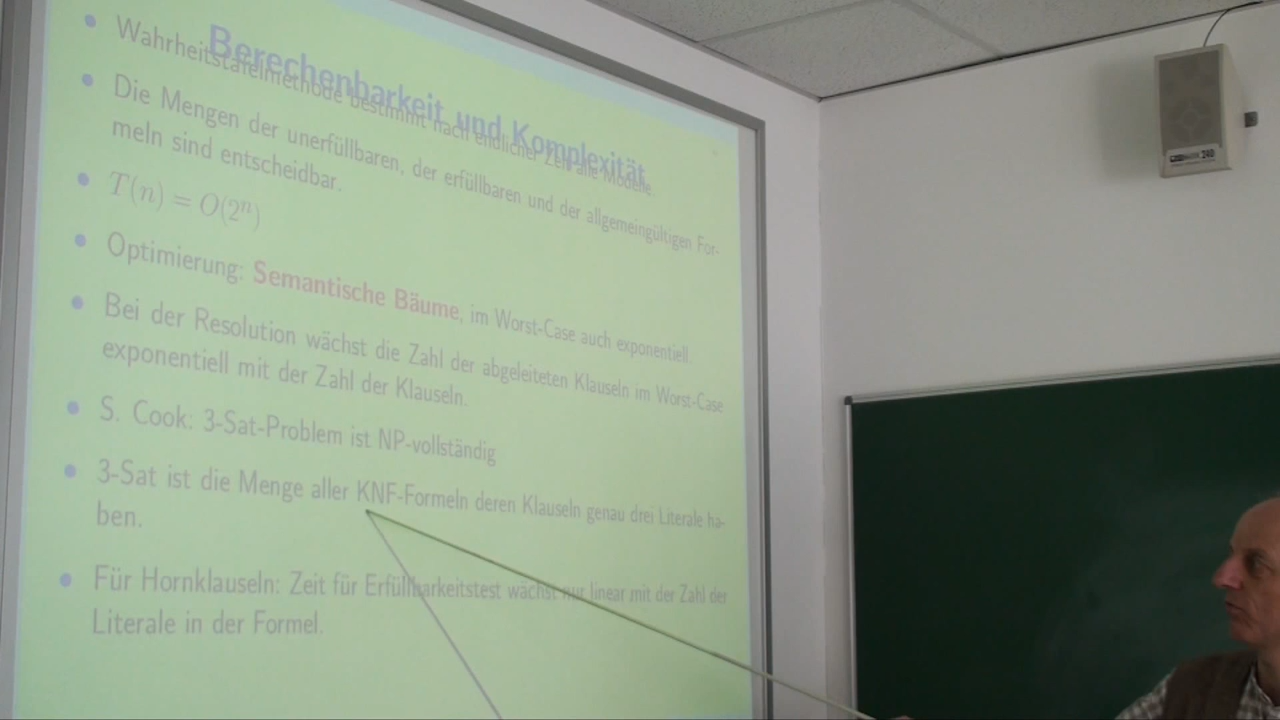 Berechenbarkeit und Komplexität
Wahrheitstafelmethode bestimmt nach endlicher Zeit alle Modelle.
Die Mengen der unerfüllbaren, der erfüllbaren und der allgemeingültigen For-
meln sind entscheidbar.
T(n) = O(2ⁿ)
Optimierung: Semantische Bäume, im Worst-Case auch exponentiell.
Bei der Resolution wächst die Zahl der abgeleiteten Klauseln im Worst-Case
exponentiell mit der Zahl der Klauseln.
S. Cook: 3-Sat-Problem ist NP-vollständig
3-Sat ist die Menge aller KNF-Formeln deren Klauseln genau drei Literale ha-
ben.
Für Hornklauseln: Zeit für Erfüllbarkeitstest wächst nur linear mit der Zahl der
Literale in der Formel.
240